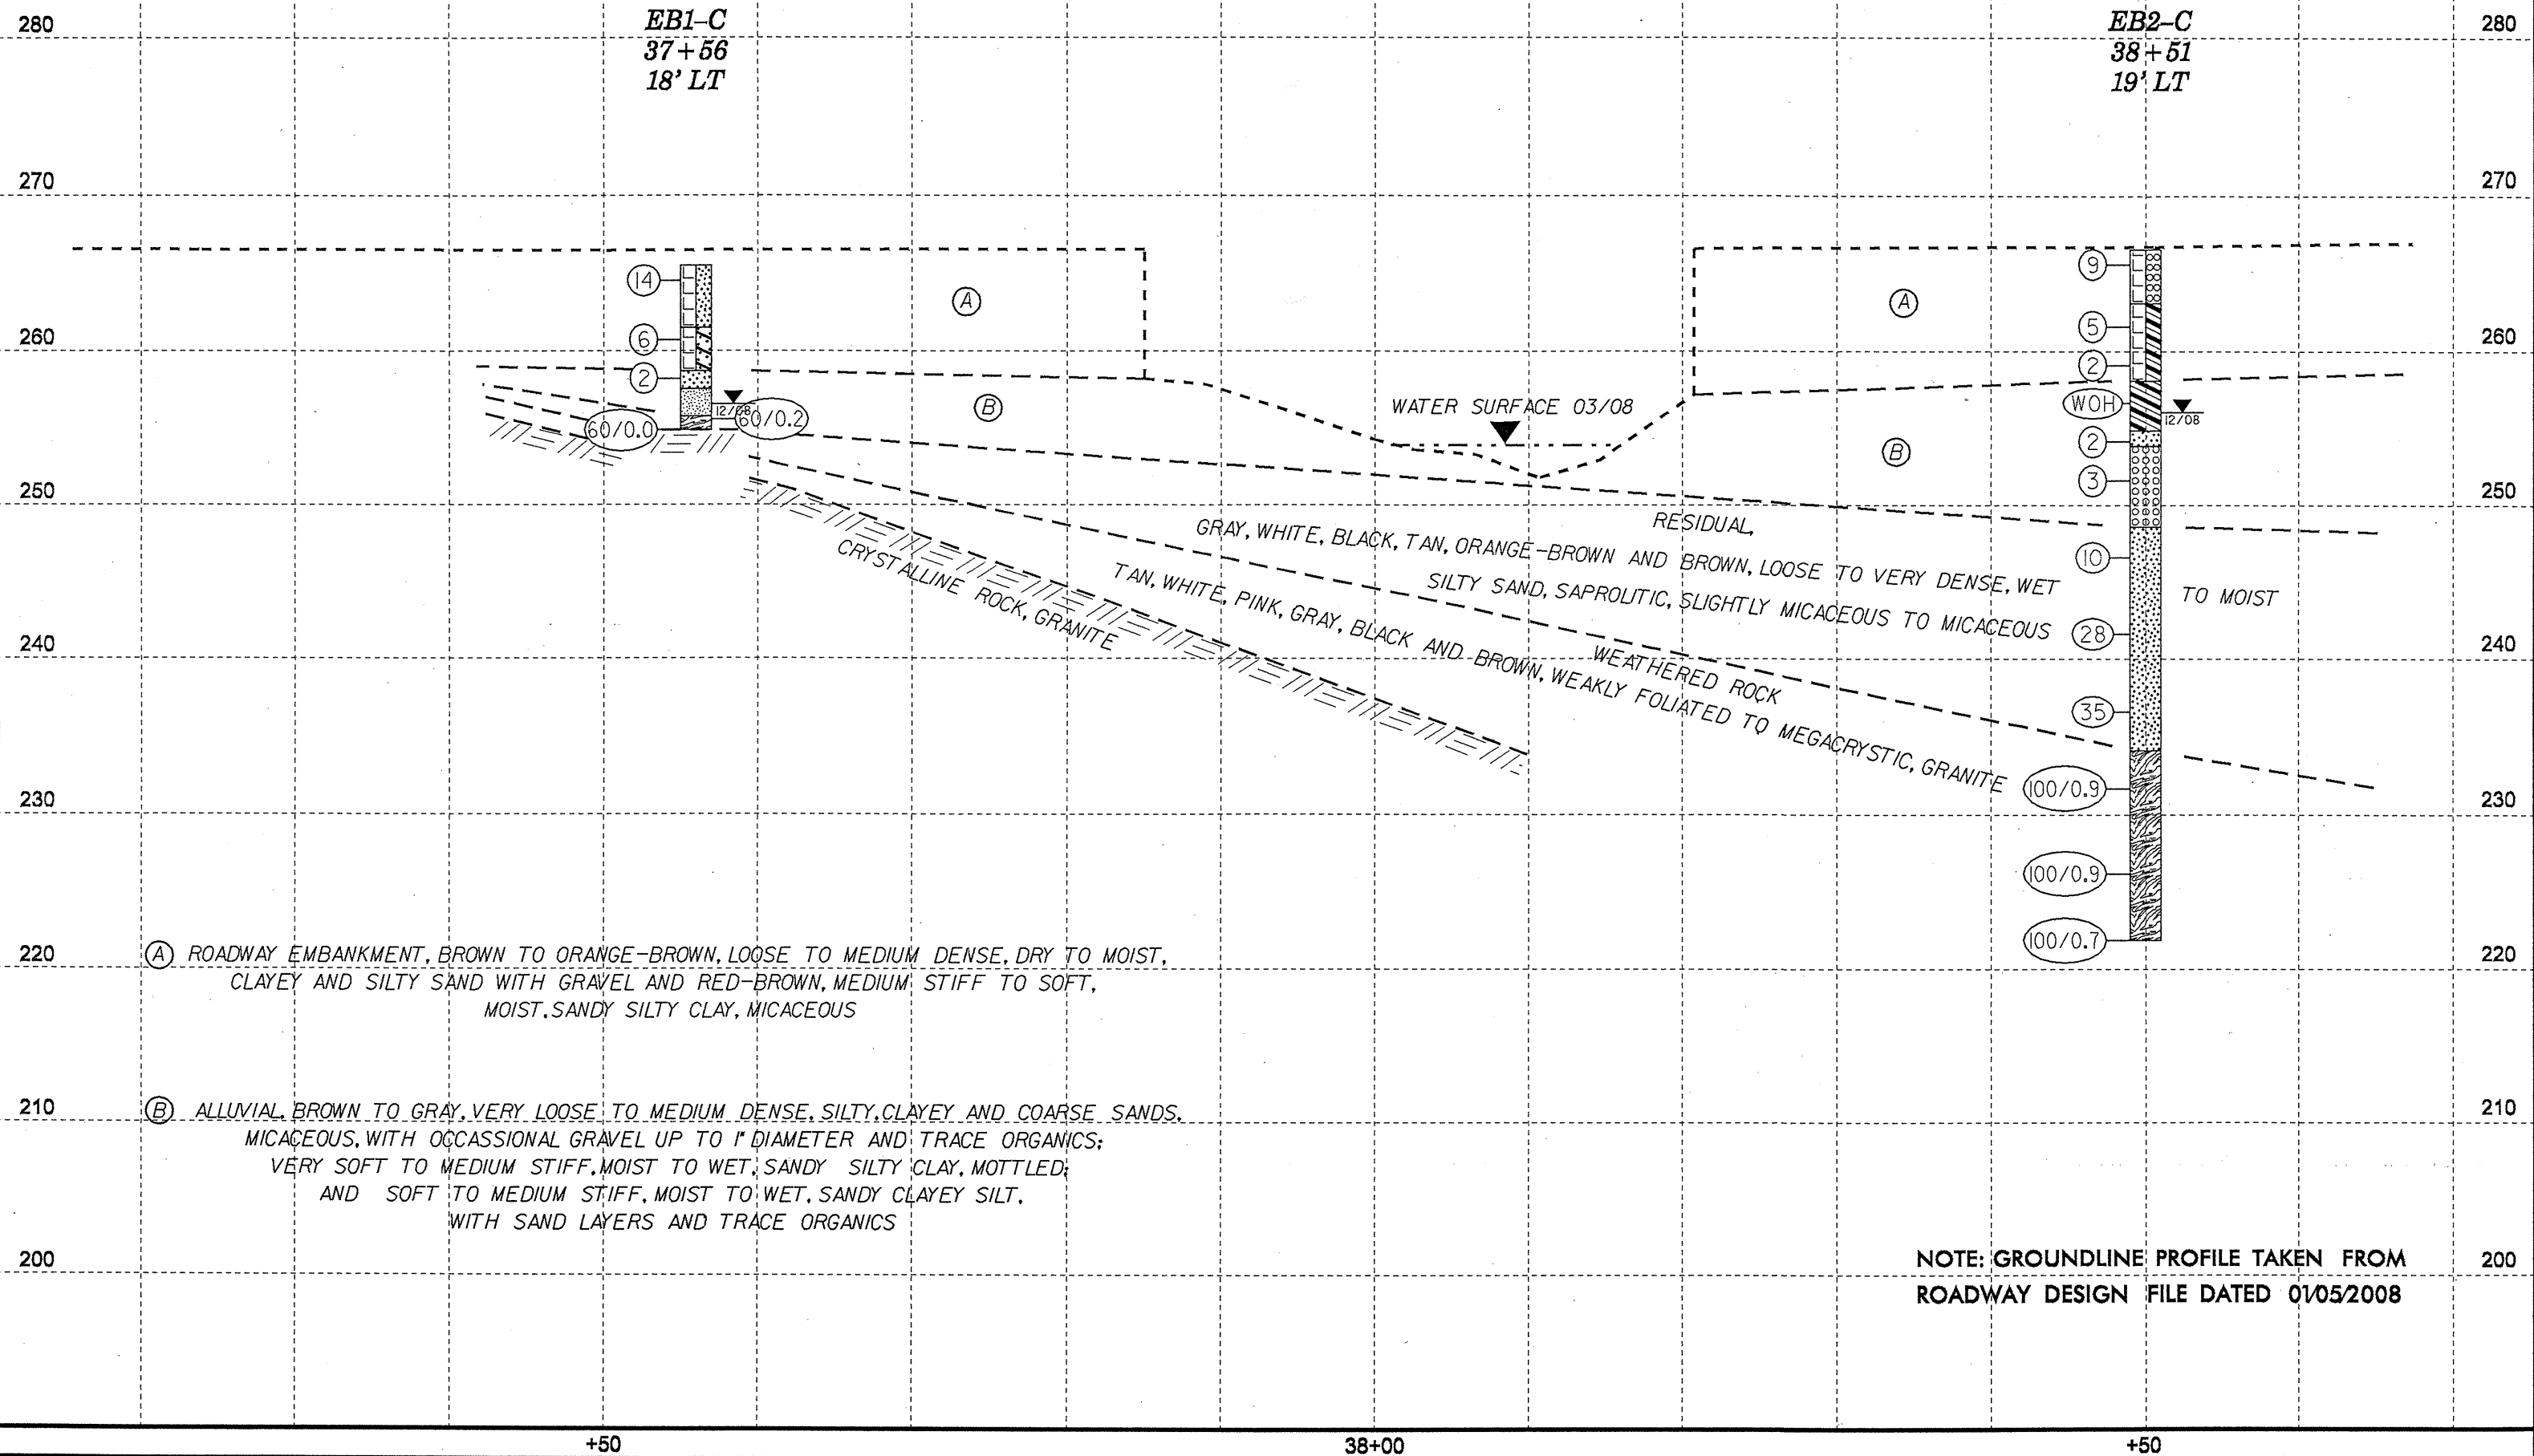 EB1-C
37+56
18' LT
EB2-C
38+51
19' LT
280
280
270
270
260
260
250
250
240
240
230
230
220
220
210
210
200
200
14
6
2
60/0.0
60/0.2
12/08
A
B
WATER SURFACE 03/08
A
B
9
5
2
WOH
12/08
2
3
10
28
35
100/0.9
100/0.9
100/0.7
RESIDUAL,
GRAY, WHITE, BLACK, TAN, ORANGE-BROWN AND BROWN, LOOSE TO VERY DENSE, WET TO MOIST
SILTY SAND, SAPROLITIC, SLIGHTLY MICACEOUS TO MICACEOUS
WEATHERED ROCK
TAN, WHITE, PINK, GRAY, BLACK AND BROWN, WEAKLY FOLIATED TO MEGACRYSTIC, GRANITE
CRYSTALLINE ROCK, GRANITE
A ROADWAY EMBANKMENT, BROWN TO ORANGE-BROWN, LOOSE TO MEDIUM DENSE, DRY TO MOIST,
CLAYEY AND SILTY SAND WITH GRAVEL AND RED-BROWN, MEDIUM STIFF TO SOFT,
MOIST, SANDY SILTY CLAY, MICACEOUS
B ALLUVIAL, BROWN TO GRAY, VERY LOOSE TO MEDIUM DENSE, SILTY, CLAYEY AND COARSE SANDS,
MICACEOUS, WITH OCCASSIONAL GRAVEL UP TO 1" DIAMETER AND TRACE ORGANICS;
VERY SOFT TO MEDIUM STIFF, MOIST TO WET, SANDY SILTY CLAY, MOTTLED;
AND SOFT TO MEDIUM STIFF, MOIST TO WET, SANDY CLAYEY SILT,
WITH SAND LAYERS AND TRACE ORGANICS
NOTE: GROUNDLINE PROFILE TAKEN FROM
ROADWAY DESIGN FILE DATED 01/05/2008
+50
38+00
+50